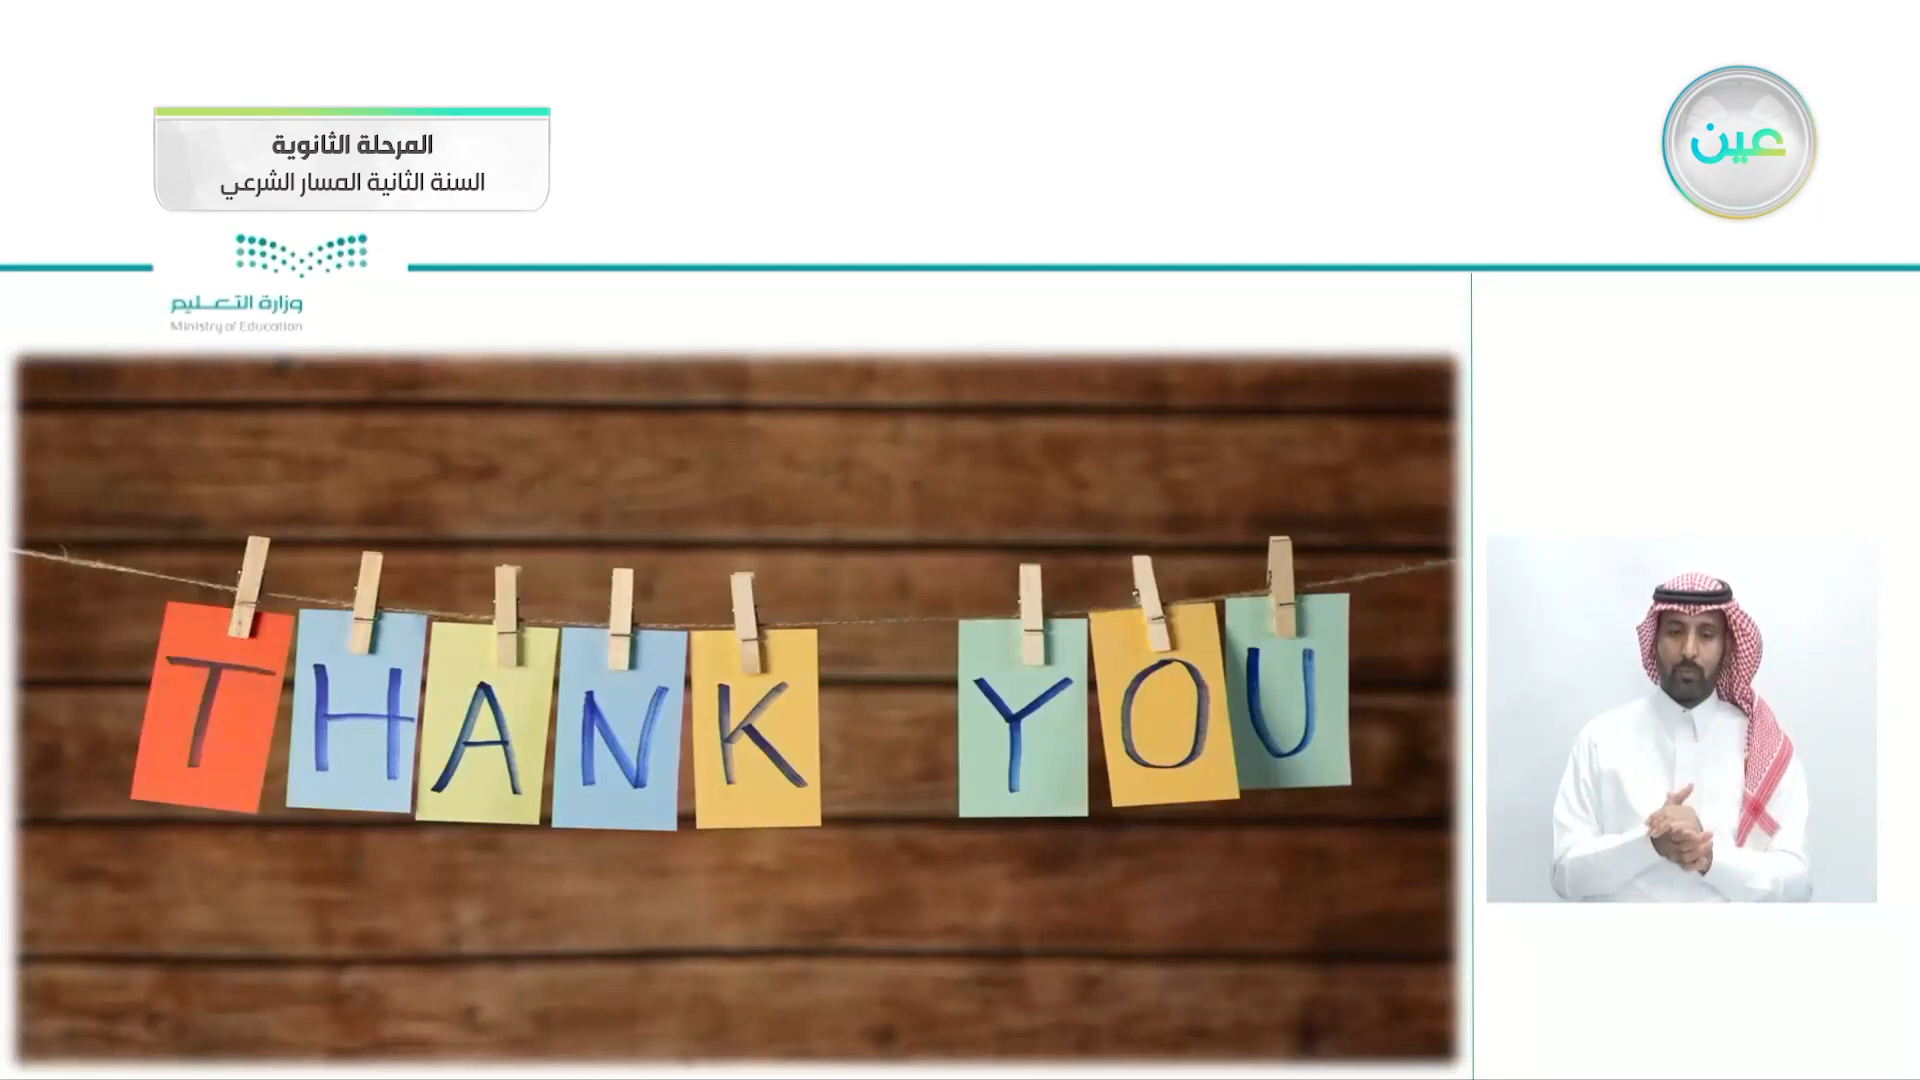 المرحلة الثانوية
السنة الثانية المسار الشرعي
عين
وزارة التعليم
Ministry of Education
THANK YOU